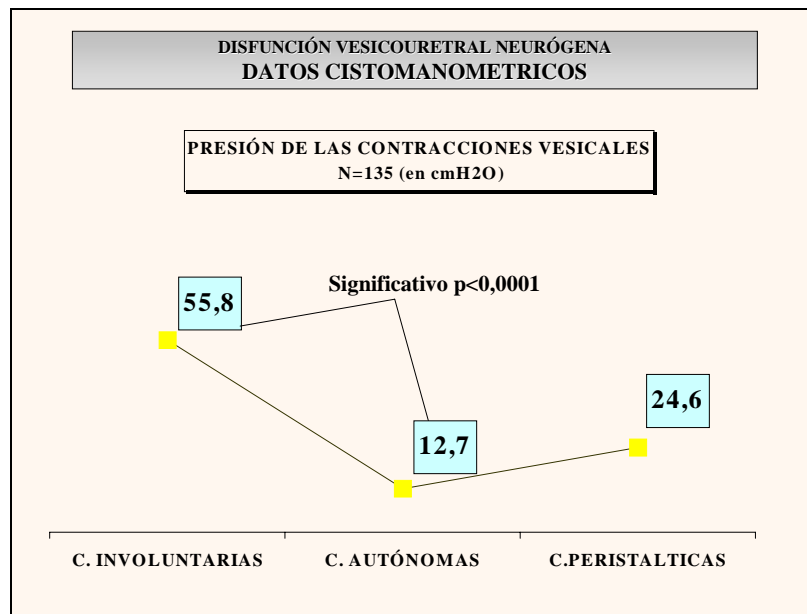 DISFUNCIÓN VESICOURETRAL NEURÓGENA
DATOS CISTOMANOMETRICOS
PRESIÓN DE LAS CONTRACCIONES VESICALES
N=135 (en cmH2O)
Significativo p<0,0001
55,8
12,7
24,6
C. INVOLUNTARIAS
C. AUTÓNOMAS
C.PERISTALTICAS